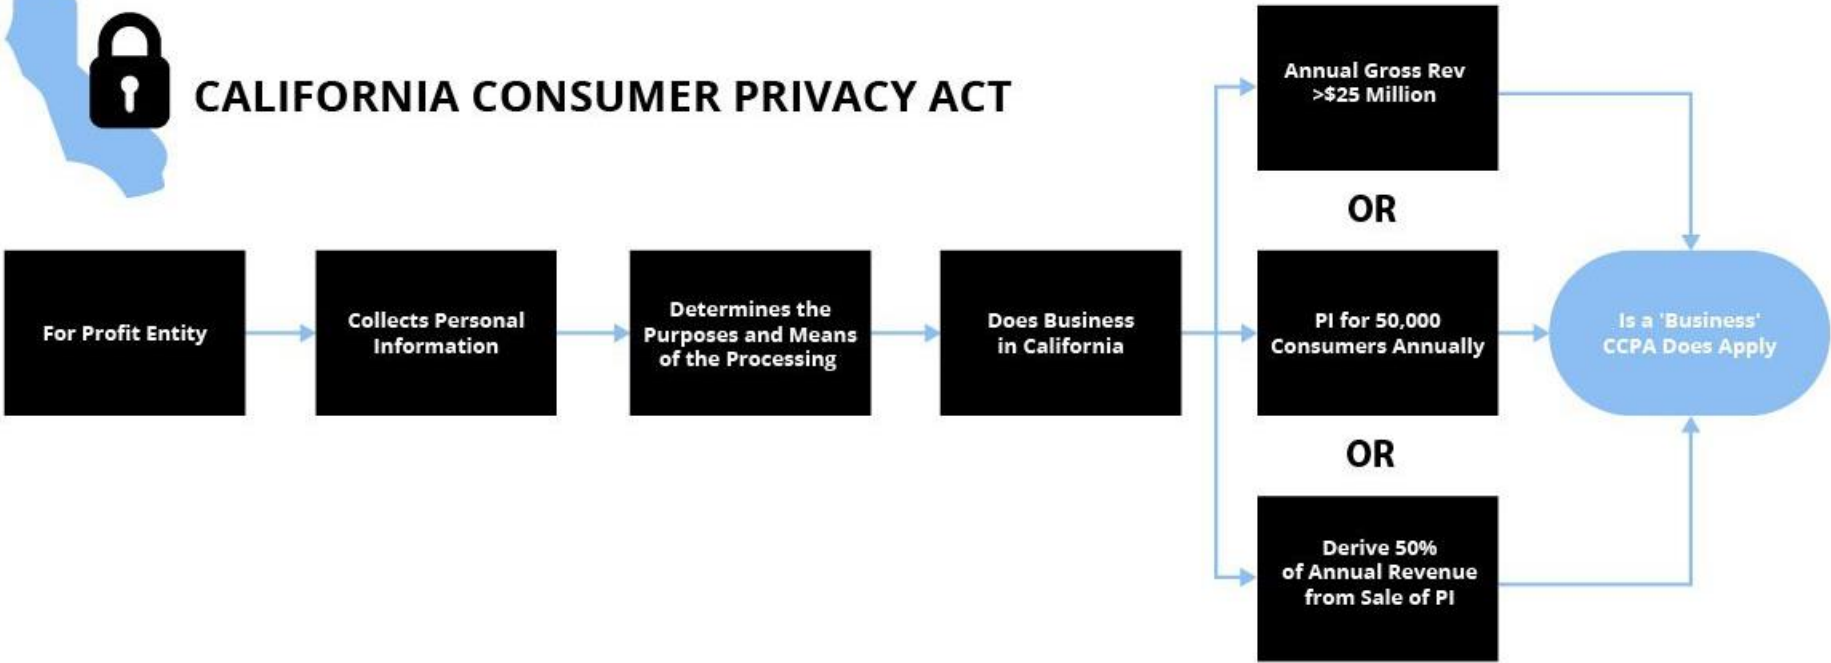 CALIFORNIA CONSUMER PRIVACY ACT
For Profit Entity
Collects Personal
Information
Determines the
Purposes and Means
of the Processing
Does Business
in California
Annual Gross Rev
>$25 Million
OR
PI for 50,000
Consumers Annually
OR
Derive 50%
of Annual Revenue
from Sale of PI
Is a 'Business'
CCPA Does Apply